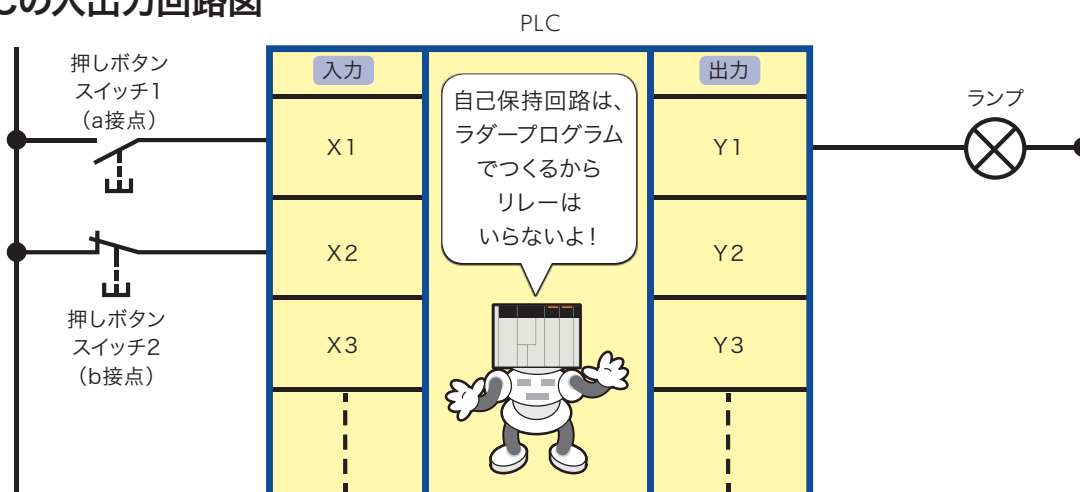 Cの入出力回路図
PLC
押しボタン
スイッチ1
（a接点）
押しボタン
スイッチ2
（b接点）
入力
X1
X2
X3
自己保持回路は、
ラダープログラム
でつくるから
リレーは
いらないよ！
出力
Y1
Y2
Y3
ランプ